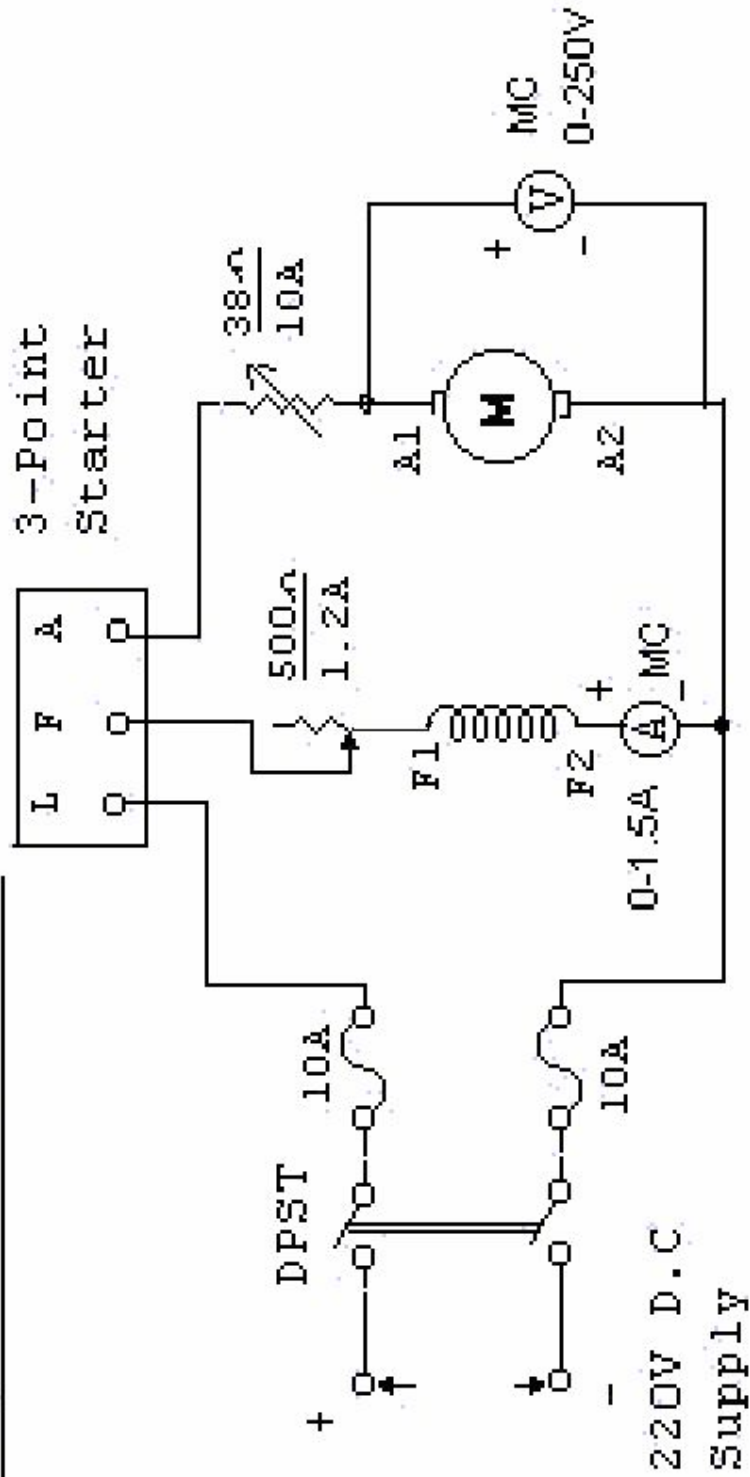 3-Point
Starter
L F A
38Ω
10A
500Ω
1.2A
DPST
10A
10A
F1
F2
A1
A2
M
+
-
V
MC
0-250V
+
-
A
MC
0-1.5A
+
-
220V D.C
Supply